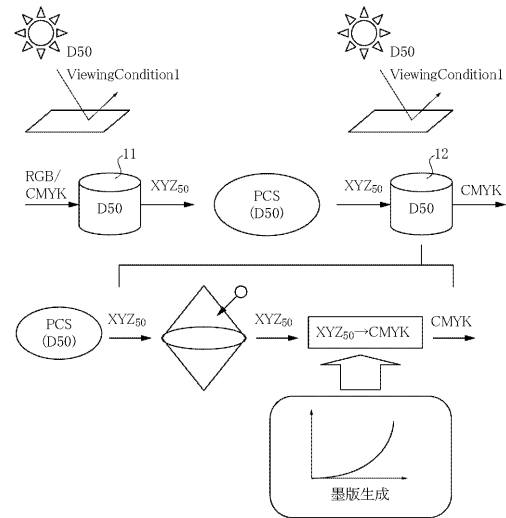 D50
ViewingCondition1
D50
ViewingCondition1
RGB/
CMYK
11
D50
XYZ50
PCS
(D50)
XYZ50
12
D50
CMYK
PCS
(D50)
XYZ50
XYZ50
XYZ50→CMYK
CMYK
墨版生成